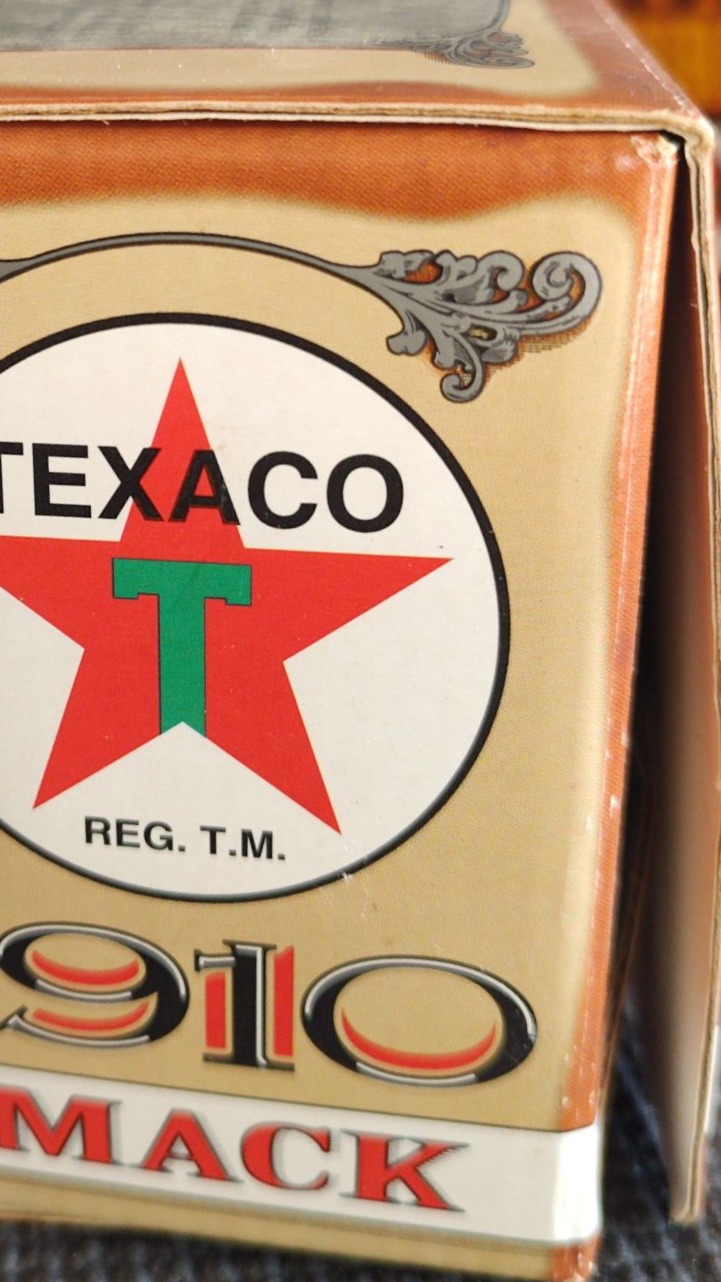 TEXACO
T
REG. T.M.
910
MACK